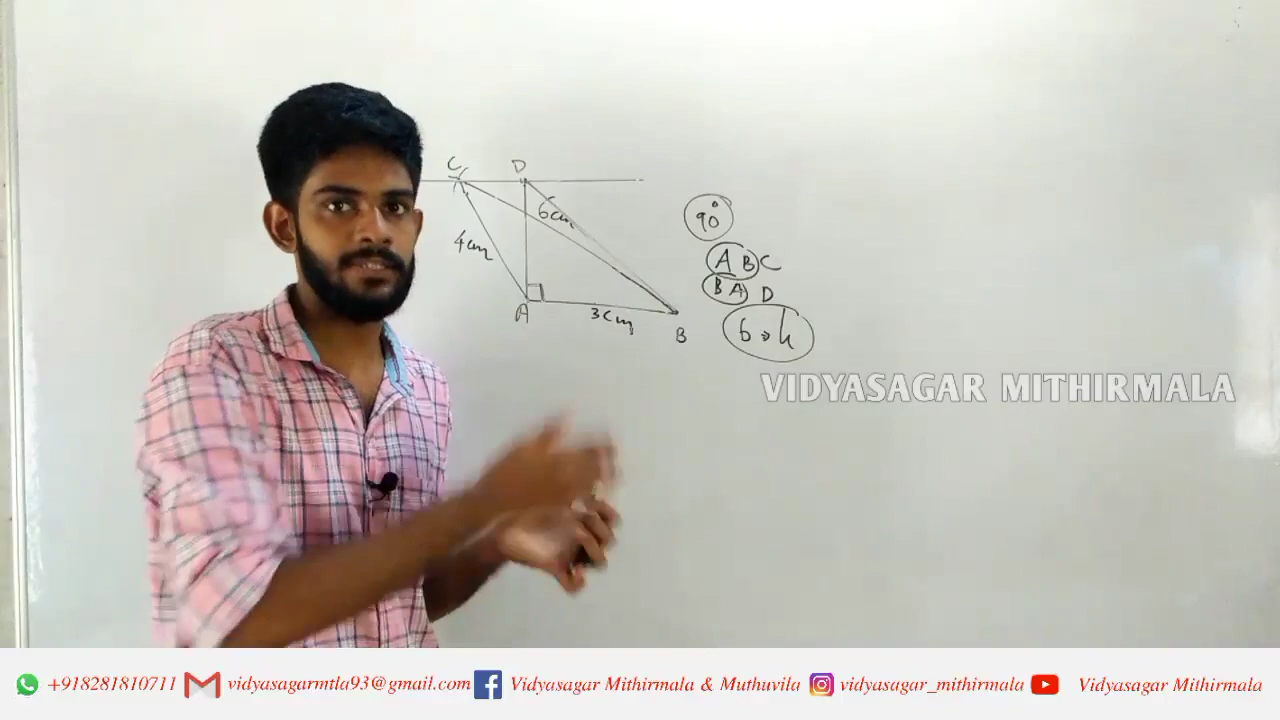 C D
6cm
4cm
A
3cm
B
90°
A B C
B A D
b → h
VIDYASAGAR MITHIRMALA
+918281810711 vidyasagarmtla93@gmail.com Vidyasagar Mithirmala & Muthuvila vidyasagar_mithirmala Vidyasagar Mithirmala